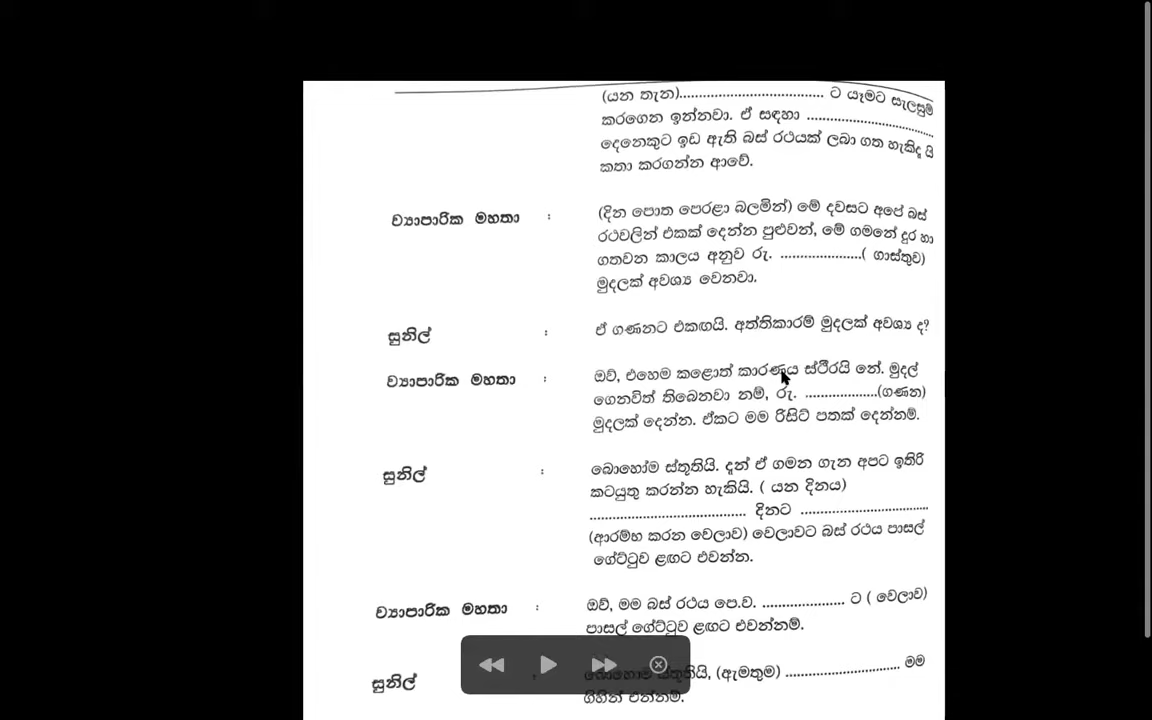 (යන තැන).................................. ට යෑමට සැලසුම්
කරගෙන ඉන්නවා. ඒ සඳහා ..............................
දෙනෙකුට ඉඩ ඇති බස් රථයක් ලබා ගත හැකිදැ යි
කතා කරගන්න ආවේ.
ව්‍යාපාරික මහතා : (දින පොත පෙරළා බලමින්) මේ දවසට අපේ බස්
රථවලින් එකක් දෙන්න පුළුවන්, මේ ගමනේ දුර හා
ගතවන කාලය අනුව රු. .....................( ගාස්තුව)
මුදලක් අවශ්‍ය වෙනවා.
සුනිල් : ඒ ගණනට එකඟයි. අත්තිකාරම් මුදලක් අවශ්‍ය ද?
ව්‍යාපාරික මහතා : ඔව්, එහෙම කළොත් කාරණය ස්ථිරයි නේ. මුදල්
ගෙනවිත් තිබෙනවා නම්, රු. ...................(ගණන)
මුදලක් දෙන්න. ඒකට මම රිසිට් පතක් දෙන්නම්.
සුනිල් : බොහෝම ස්තූතියි. දැන් ඒ ගමන ගැන අපට ඉතිරි
කටයුතු කරන්න හැකියි. ( යන දිනය)
......................................... දිනට ..................................
(ආරම්භ කරන වෙලාව) වෙලාවට බස් රථය පාසල්
ගේට්ටුව ළඟට එවන්න.
ව්‍යාපාරික මහතා : ඔව්, මම බස් රථය පෙ.ව. ...................... ට ( වෙලාව)
පාසල් ගේට්ටුව ළඟට එවන්නම්.
සුනිල් : බොහොම ස්තූතියි, (ඇමතුම) .............................. මම
ගිහින් එන්නම්.